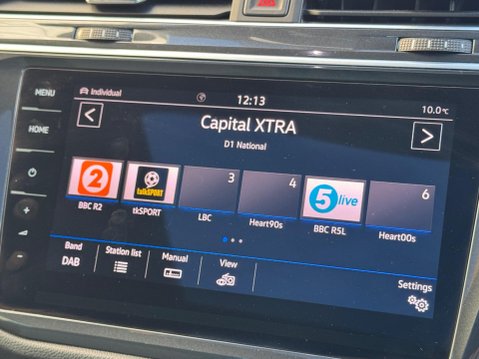 MENU
HOME
+
-
Individual
12:13
10.0°C
<
Capital XTRA
>
D1 National
2
talkSPORT
3
4
5 live
6
BBC R2
tkSPORT
LBC
Heart90s
BBC R5L
Heart00s
Band
DAB
Station list
Manual
View
Settings